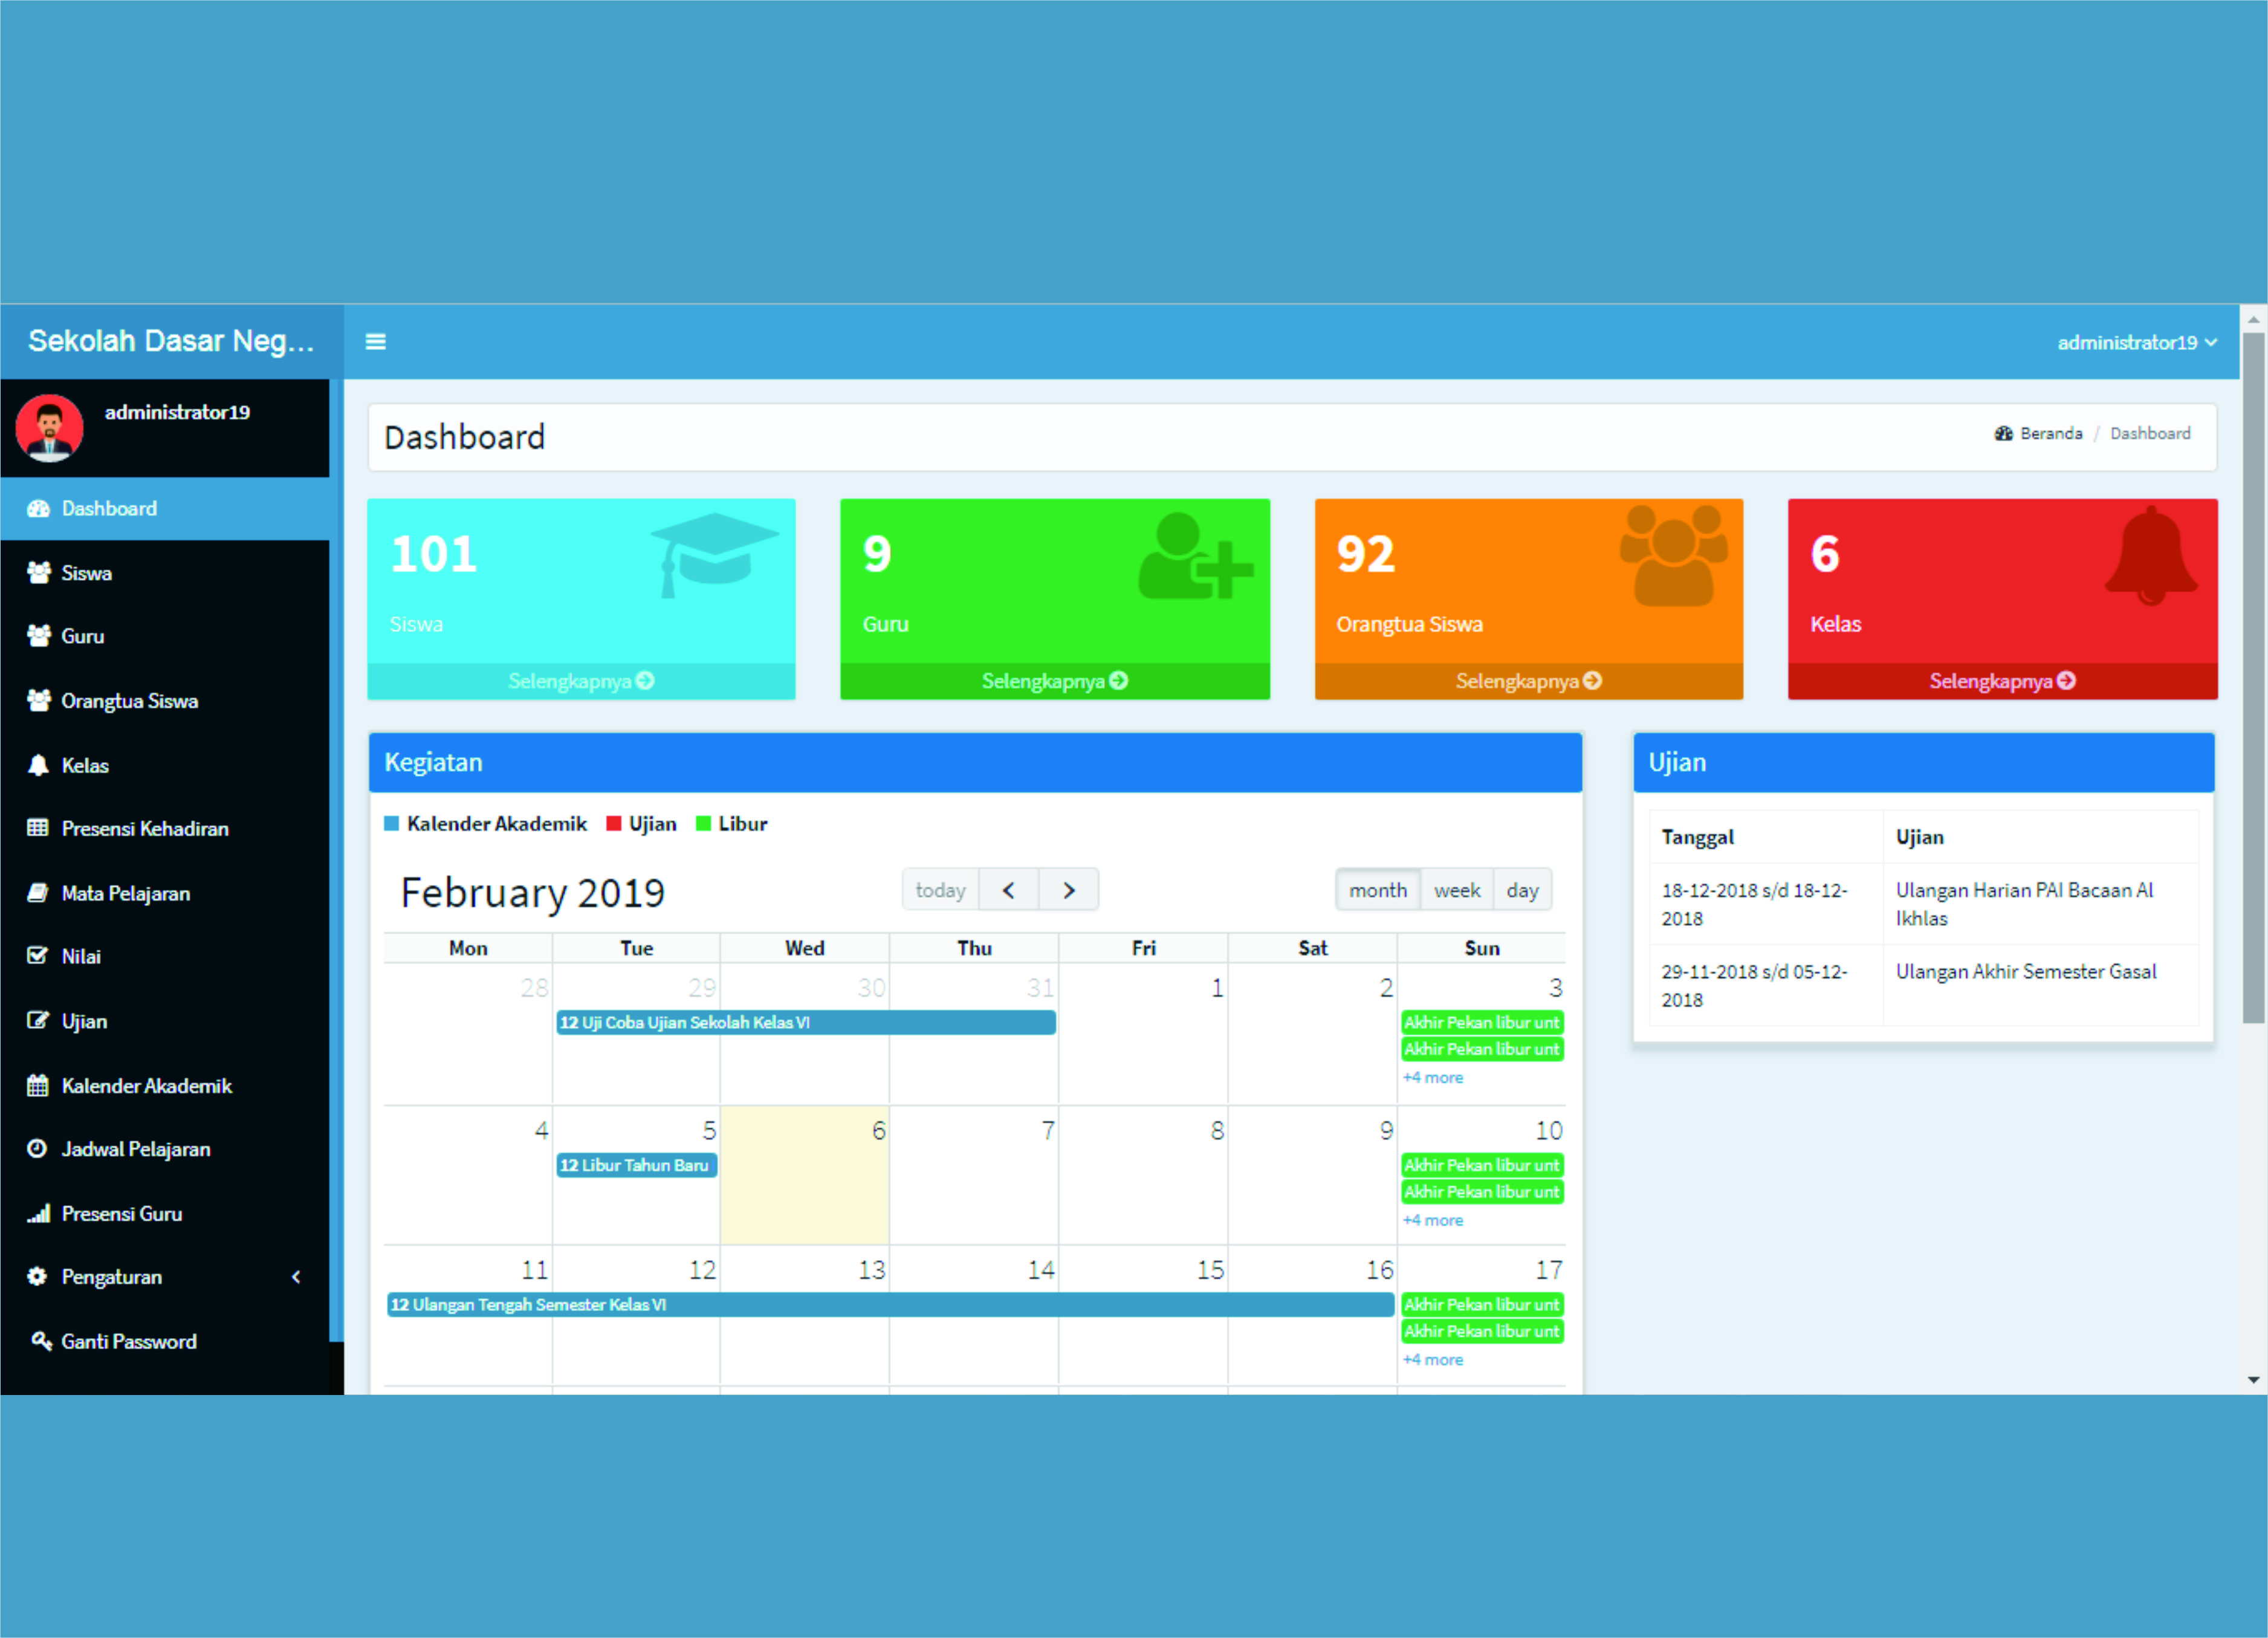 Sekolah Dasar Neg...
administrator19
administrator19
Dashboard
Siswa
Guru
Orangtua Siswa
Kelas
Presensi Kehadiran
Mata Pelajaran
Nilai
Ujian
Kalender Akademik
Jadwal Pelajaran
Presensi Guru
Pengaturan
Ganti Password
Dashboard
Beranda / Dashboard
101
Siswa
Selengkapnya
9
Guru
Selengkapnya
92
Orangtua Siswa
Selengkapnya
6
Kelas
Selengkapnya
Kegiatan
Kalender Akademik Ujian Libur
February 2019
today
month week day
Mon Tue Wed Thu Fri Sat Sun
28 29 30 31 1 2 3
12 Uji Coba Ujian Sekolah Kelas VI
Akhir Pekan libur unt
Akhir Pekan libur unt
+4 more
4 5 6 7 8 9 10
12 Libur Tahun Baru
Akhir Pekan libur unt
Akhir Pekan libur unt
+4 more
11 12 13 14 15 16 17
12 Ulangan Tengah Semester Kelas VI
Akhir Pekan libur unt
Akhir Pekan libur unt
+4 more
Ujian
Tanggal Ujian
18-12-2018 s/d 18-12-
2018
Ulangan Harian PAI Bacaan Al
Ikhlas
29-11-2018 s/d 05-12-
2018
Ulangan Akhir Semester Gasal